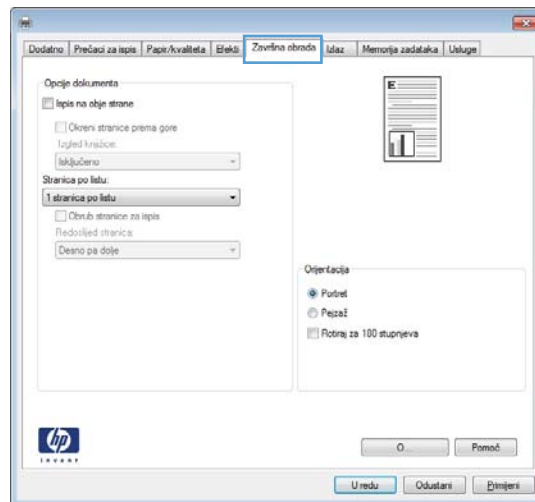 Dodatno Prečaci za ispis Papir/kvaliteta Efekti Završna obrada Izlaz Memorija zadataka Usluge
Opcije dokumenta
Ispis na obje strane
Okreni stranice prema gore
Izgled knjižice:
Isključeno
Stranica po listu:
1 stranica po listu
Obrub stranice za ispis
Redoslijed stranica:
Desno pa dolje
E
Orijentacija
Portret
Pejzaž
Rotiraj za 180 stupnjeva
hp
invent
O... Pomoć
U redu Odustani Primijeni